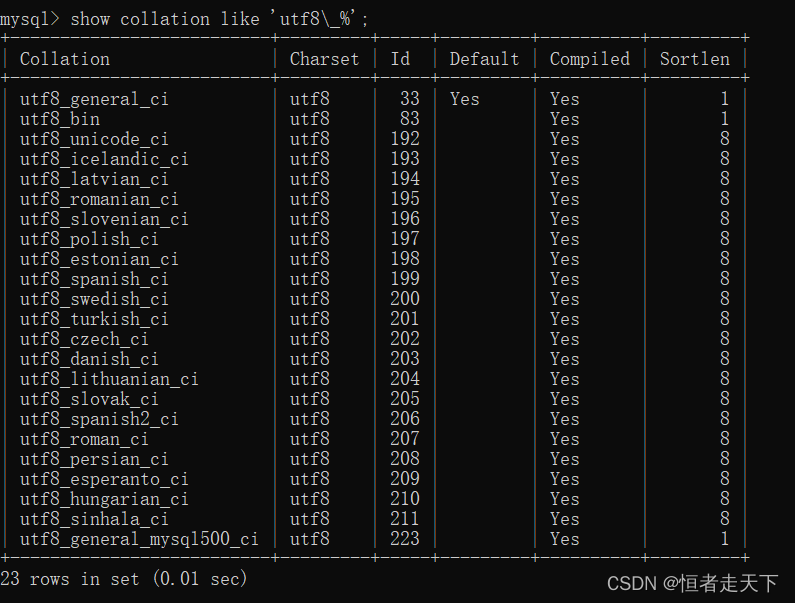 mysql> show collation like 'utf8\_%';
+--------------------------+---------+-----+---------+----------+---------+
| Collation | Charset | Id | Default | Compiled | Sortlen |
+--------------------------+---------+-----+---------+----------+---------+
| utf8_general_ci | utf8 | 33 | Yes | Yes | 1 |
| utf8_bin | utf8 | 83 | | Yes | 1 |
| utf8_unicode_ci | utf8 | 192 | | Yes | 8 |
| utf8_icelandic_ci | utf8 | 193 | | Yes | 8 |
| utf8_latvian_ci | utf8 | 194 | | Yes | 8 |
| utf8_romanian_ci | utf8 | 195 | | Yes | 8 |
| utf8_slovenian_ci | utf8 | 196 | | Yes | 8 |
| utf8_polish_ci | utf8 | 197 | | Yes | 8 |
| utf8_estonian_ci | utf8 | 198 | | Yes | 8 |
| utf8_spanish_ci | utf8 | 199 | | Yes | 8 |
| utf8_swedish_ci | utf8 | 200 | | Yes | 8 |
| utf8_turkish_ci | utf8 | 201 | | Yes | 8 |
| utf8_czech_ci | utf8 | 202 | | Yes | 8 |
| utf8_danish_ci | utf8 | 203 | | Yes | 8 |
| utf8_lithuanian_ci | utf8 | 204 | | Yes | 8 |
| utf8_slovak_ci | utf8 | 205 | | Yes | 8 |
| utf8_spanish2_ci | utf8 | 206 | | Yes | 8 |
| utf8_roman_ci | utf8 | 207 | | Yes | 8 |
| utf8_persian_ci | utf8 | 208 | | Yes | 8 |
| utf8_esperanto_ci | utf8 | 209 | | Yes | 8 |
| utf8_hungarian_ci | utf8 | 210 | | Yes | 8 |
| utf8_sinhala_ci | utf8 | 211 | | Yes | 8 |
| utf8_general_mysql500_ci | utf8 | 223 | | Yes | 1 |
+--------------------------+---------+-----+---------+----------+---------+
23 rows in set (0.01 sec)
CSDN @恒者走天下